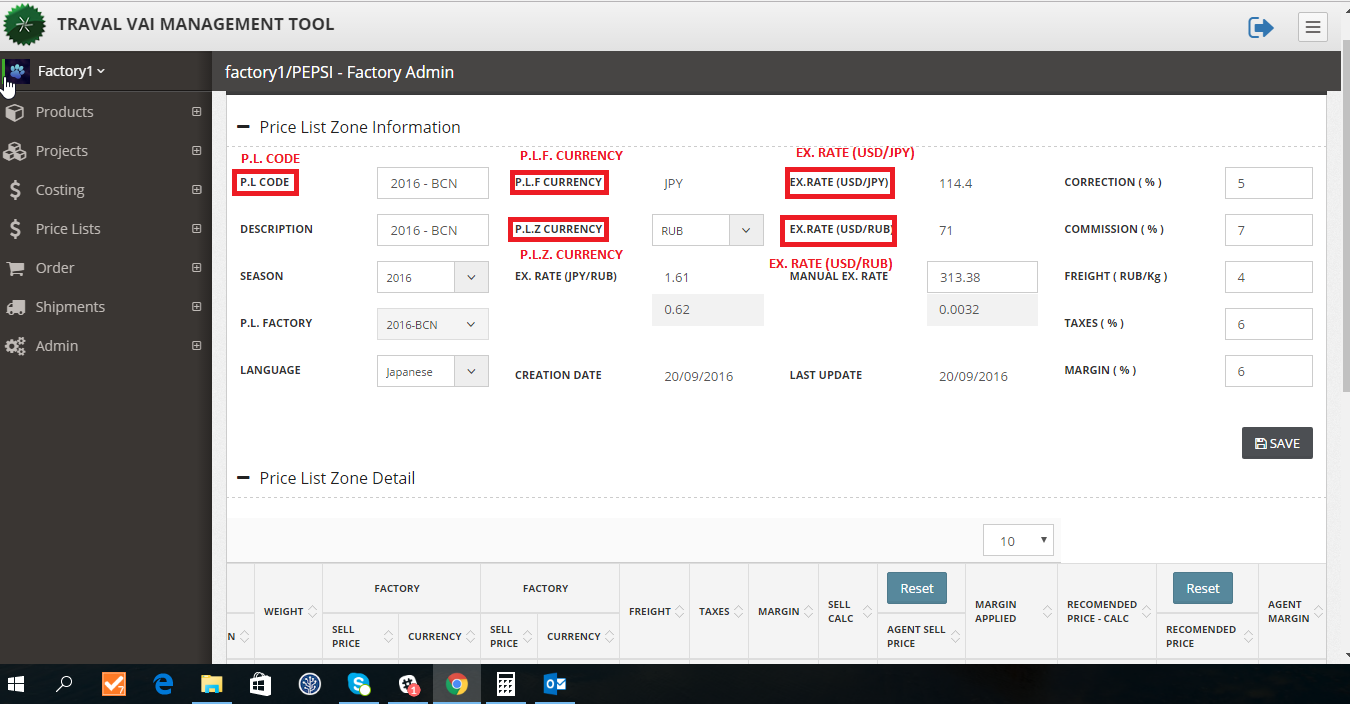 TRAVAL VAI MANAGEMENT TOOL
Factory1
factory1/PEPSI - Factory Admin
Products
Projects
Costing
Price Lists
Order
Shipments
Admin
Price List Zone Information
P.L. CODE
P.L.F. CURRENCY
EX. RATE (USD/JPY)
P.L CODE 2016 - BCN P.L.F CURRENCY JPY EX.RATE (USD/JPY) 114.4 CORRECTION ( % ) 5
DESCRIPTION 2016 - BCN P.L.Z CURRENCY RUB EX.RATE (USD/RUB) 71 COMMISSION ( % ) 7
P.L.Z. CURRENCY
EX. RATE (USD/RUB)
SEASON 2016 EX. RATE (JPY/RUB) 1.61 MANUAL EX. RATE 313.38 FREIGHT ( RUB/Kg ) 4
0.62 0.0032
P.L. FACTORY 2016-BCN TAXES ( % ) 6
LANGUAGE Japanese CREATION DATE 20/09/2016 LAST UPDATE 20/09/2016 MARGIN ( % ) 6
SAVE
Price List Zone Detail
10
N
WEIGHT
FACTORY
SELL
PRICE
CURRENCY
FACTORY
SELL
PRICE
CURRENCY
FREIGHT
TAXES
MARGIN
SELL
CALC
Reset
AGENT SELL
PRICE
MARGIN
APPLIED
RECOMENDED
PRICE - CALC
Reset
RECOMENDED
PRICE
AGENT
MARGIN
7
1